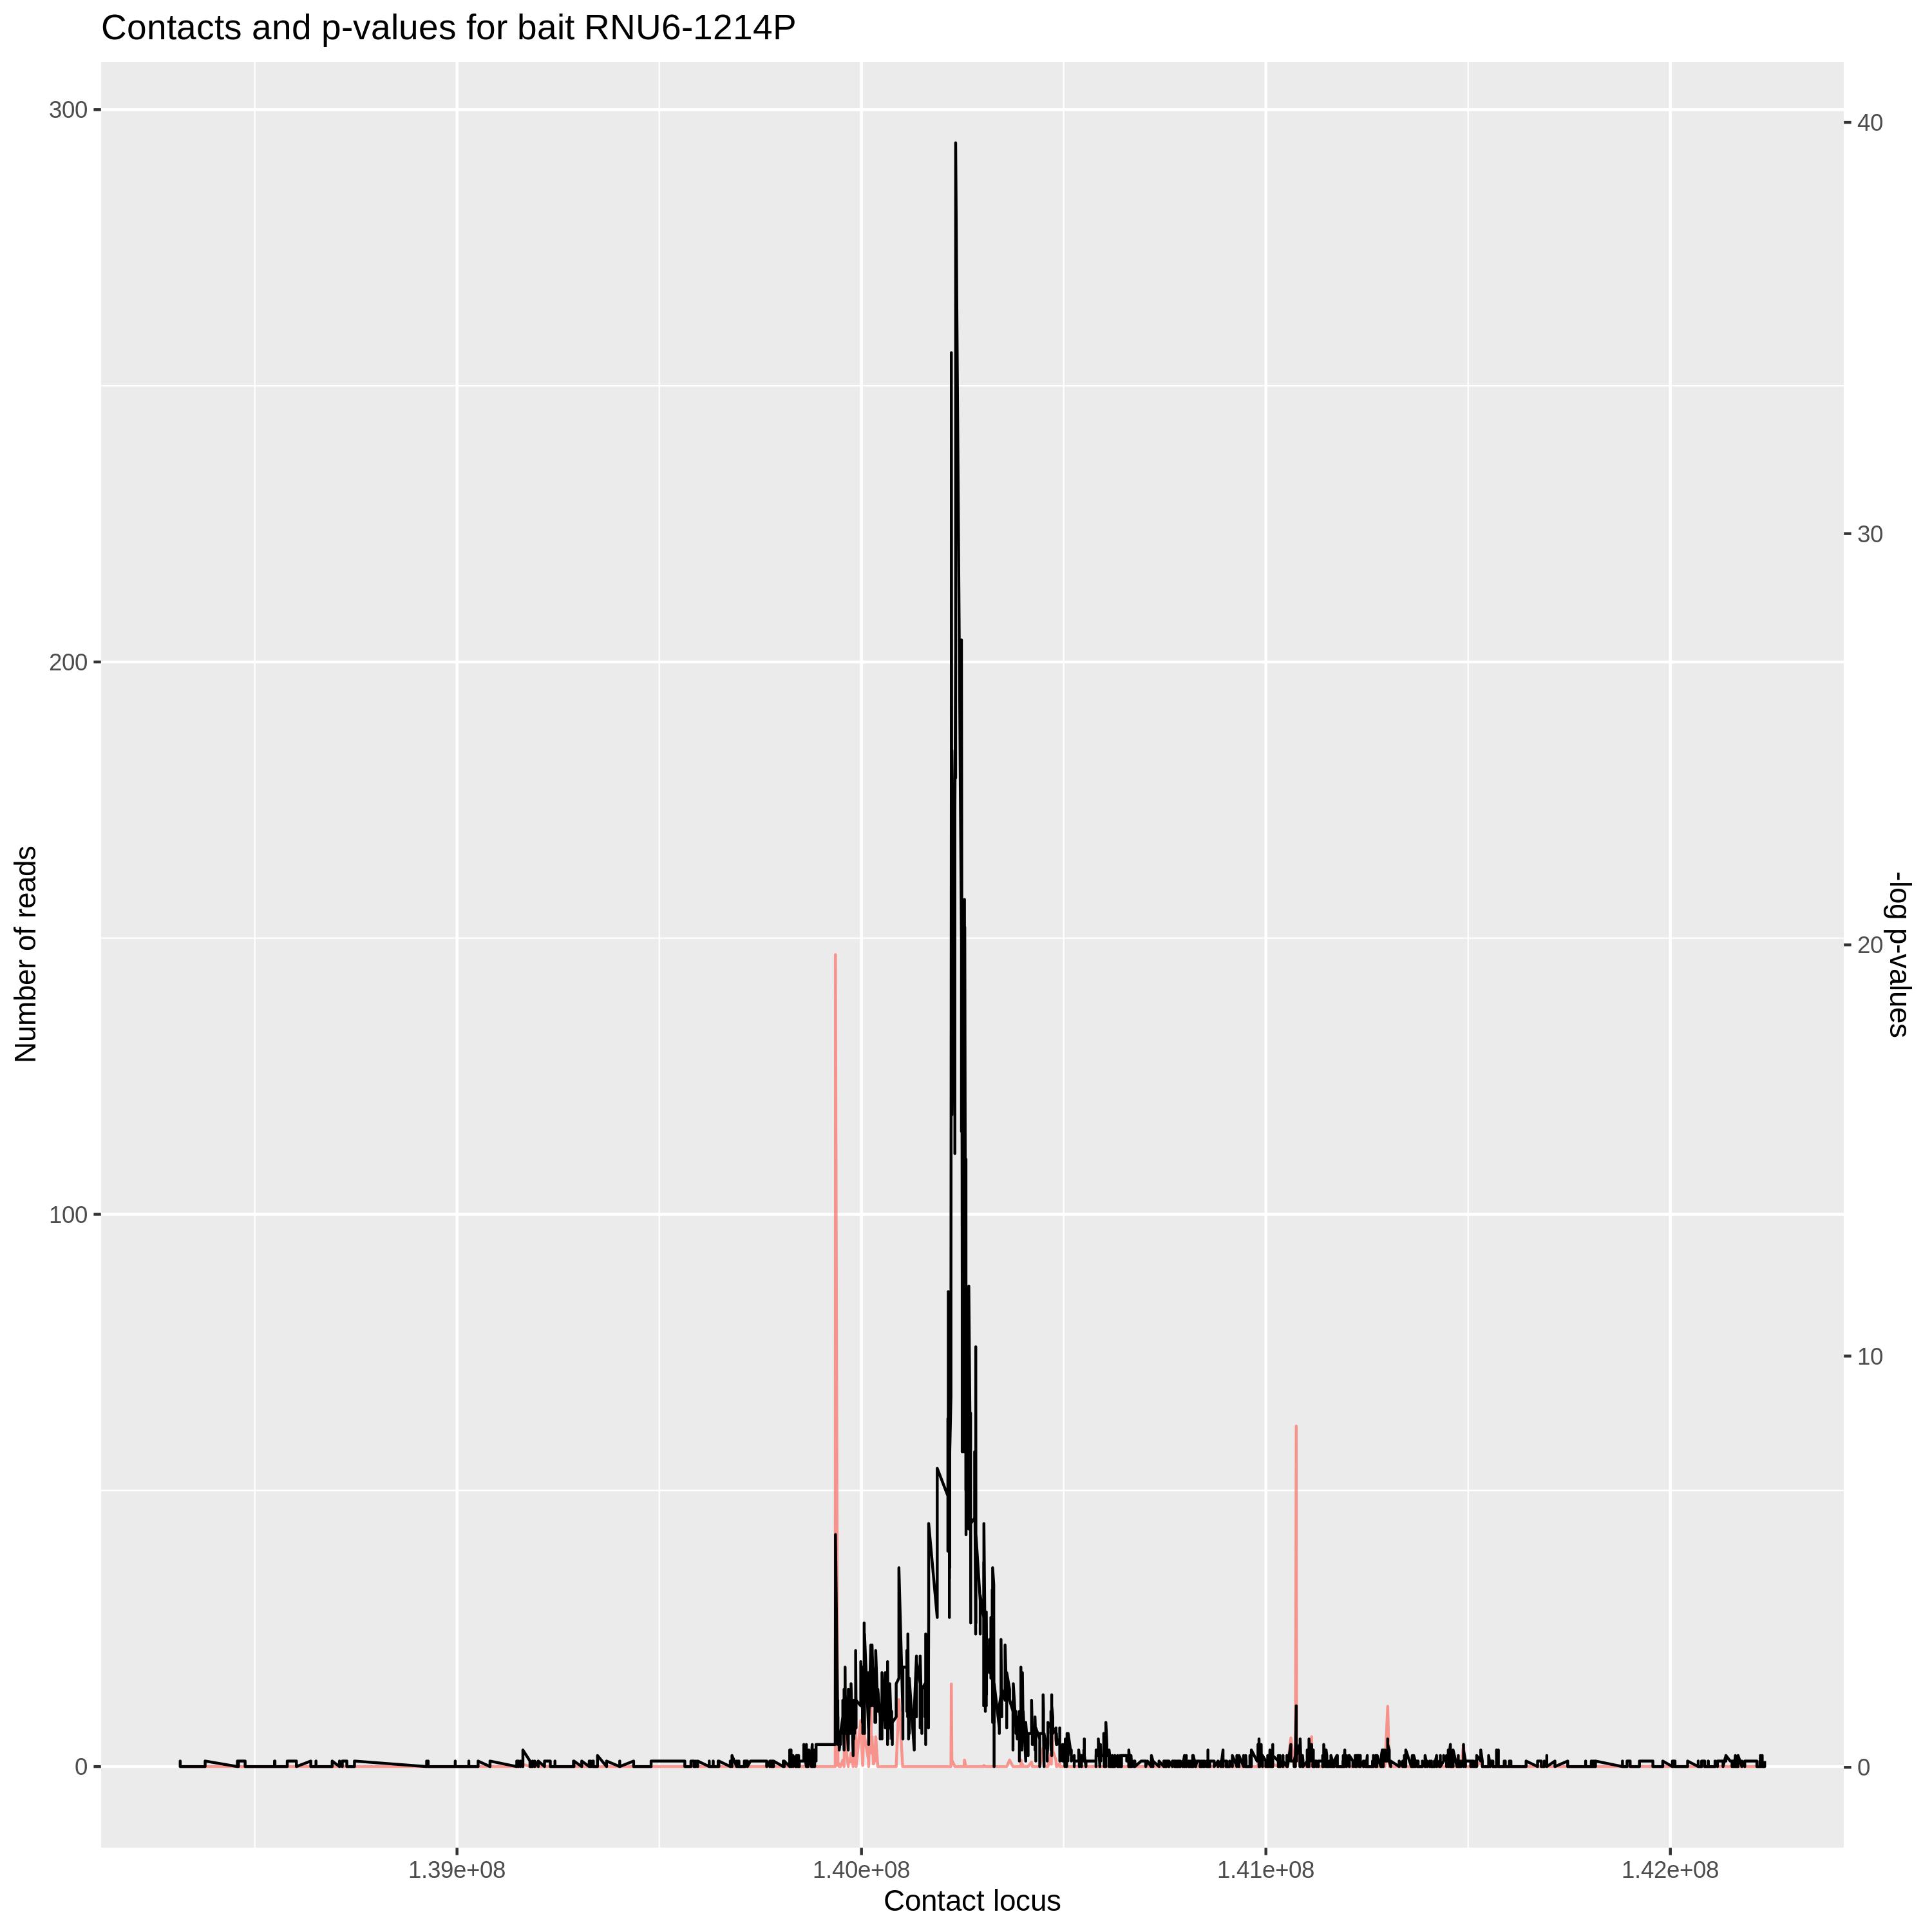 Contacts and p-values for bait RNU6-1214P
300
200
100
0
40
30
20
10
0
Number of reads
-log p-values
1.39e+08
1.40e+08
1.41e+08
1.42e+08
Contact locus